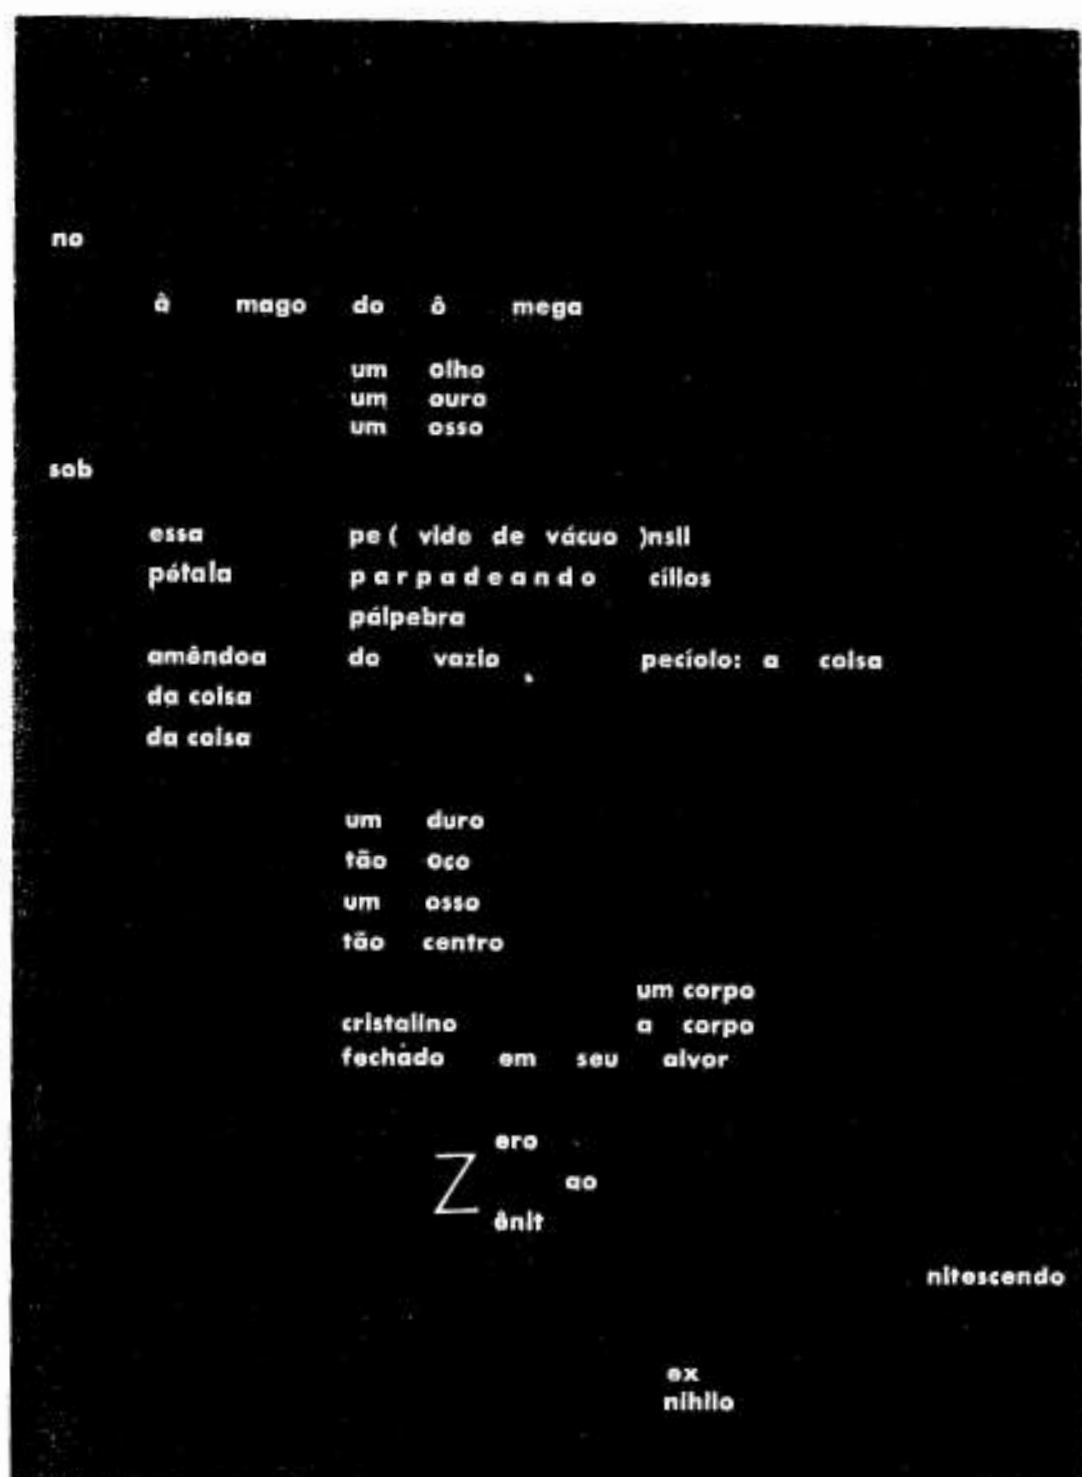 no
â mago do ô mega
um olho
um ouro
um osso
sob
essa pe( vide de vácuo )nsil
pétala parpadeando cílios
pálpebra
amêndoa do vazio pecíolo: a coisa
da coisa
da coisa
um duro
tão oco
um osso
tão centro
um corpo
cristalino a corpo
fechado em seu alvor
Z ero
ao
ênit
nitescendo
ex
nihilo